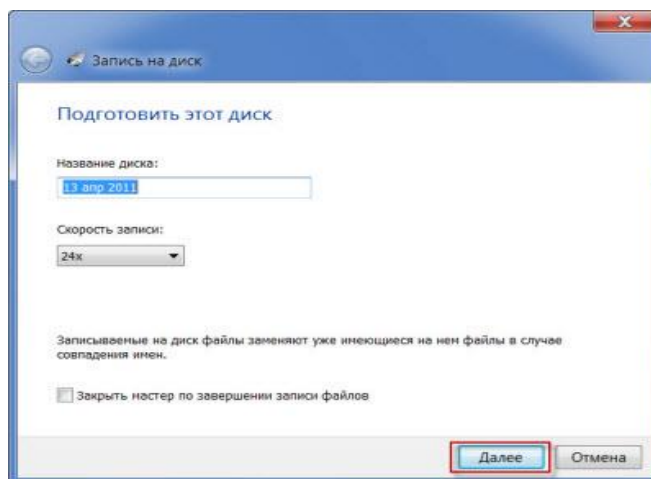 Запись на диск
Подготовить этот диск
Название диска:
13 апр 2011
Скорость записи:
24x
Записываемые на диск файлы заменяют уже имеющиеся на нем файлы в случае
совпадения имен.
Закрыть мастер по завершении записи файлов
Далее Отмена